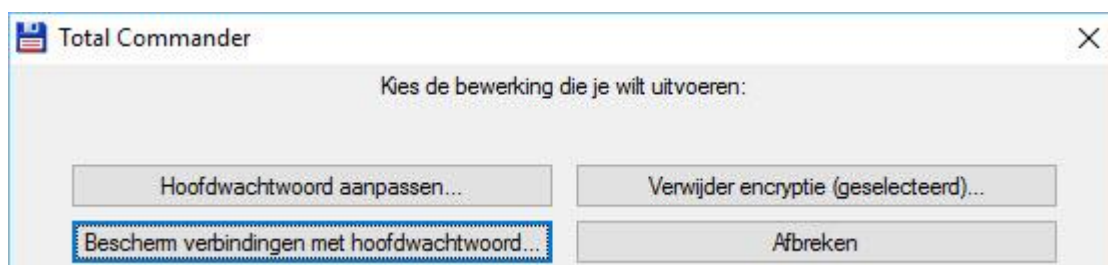 Total Commander
Kies de bewerking die je wilt uitvoeren:
Hoofdwachtwoord aanpassen...
Verwijder encryptie (geselecteerd)...
Bescherm verbindingen met hoofdwachtwoord...
Afbreken